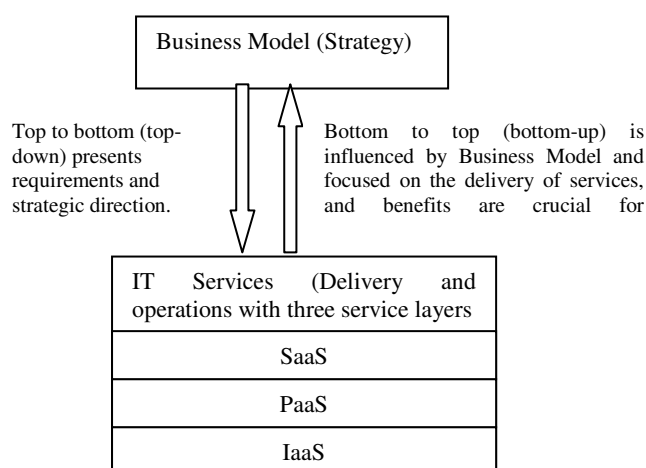 Business Model (Strategy)
Top to bottom (top-
down) presents
requirements and
strategic direction.
Bottom to top (bottom-up) is
influenced by Business Model and
focused on the delivery of services,
and benefits are crucial for
IT Services (Delivery and
operations with three service layers
SaaS
PaaS
IaaS